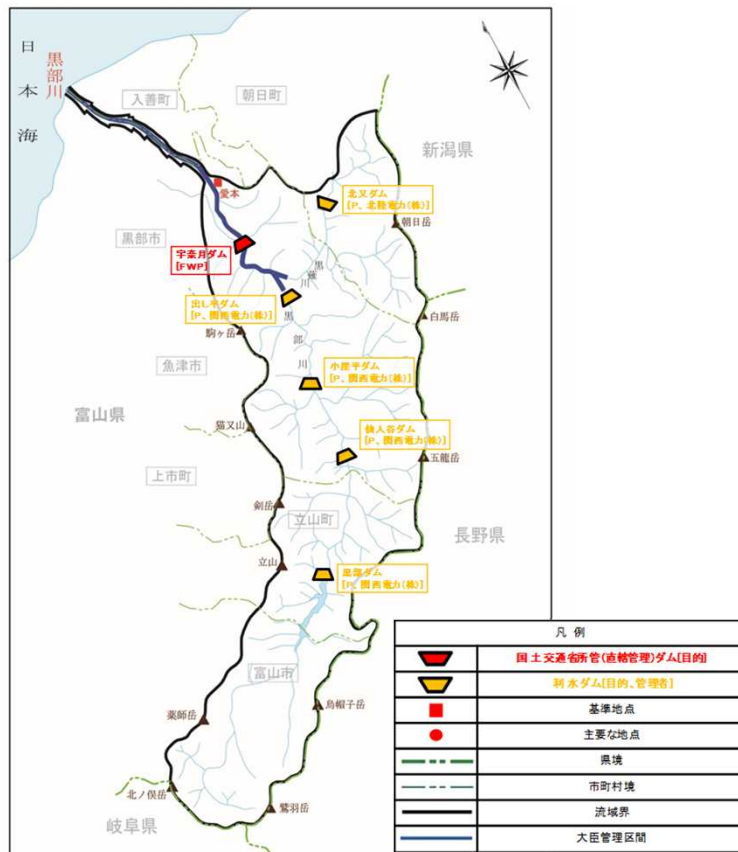 日本海
黒部川
入善町
朝日町
新潟県
愛本
北又ダム
[P、北陸電力(株)]
朝日岳
黒部市
宇奈月ダム
[FWP]
黒薙川
出し平ダム
[P、関西電力(株)]
黒部川
白馬岳
駒ヶ岳
小屋平ダム
[P、関西電力(株)]
魚津市
富山県
猫又山
仙人谷ダム
[P、関西電力(株)]
五龍岳
上市町
剣岳
立山町
長野県
立山
黒部ダム
[P、関西電力(株)]
富山市
烏帽子岳
薬師岳
北ノ俣岳
鷲羽岳
岐阜県
凡 例
国土交通省所管(直轄管理)ダム[目的]
利水ダム[目的、管理者]
基準地点
主要な地点
県境
市町村境
流域界
大臣管理区間